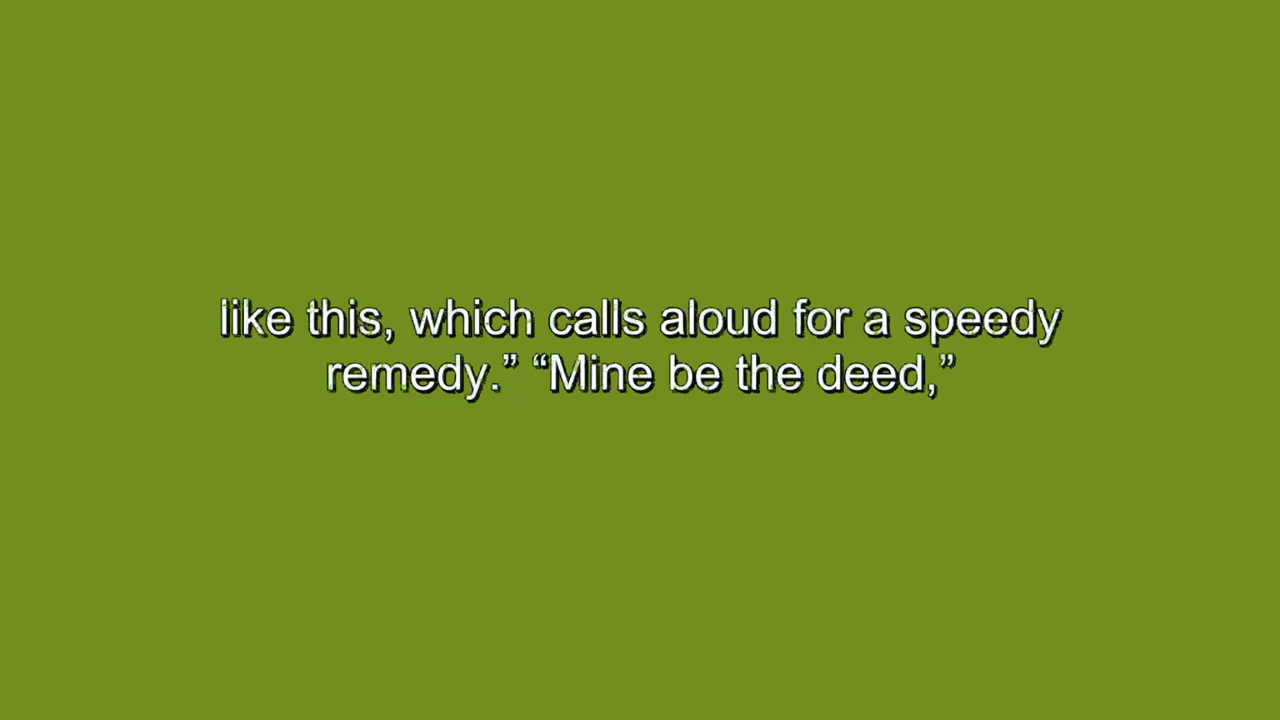 like this, which calls aloud for a speedy
remedy.” “Mine be the deed,”